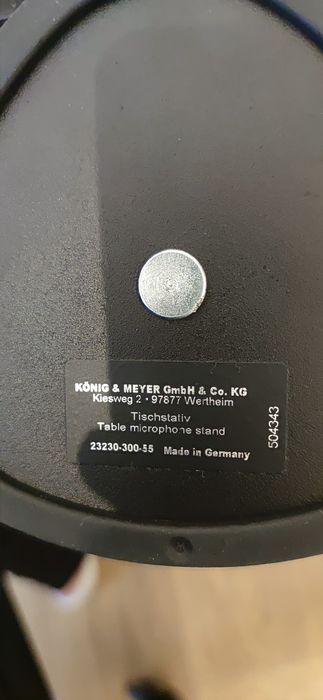 KÖNIG & MEYER GmbH & Co. KG
Kiesweg 2 • 97877 Wertheim
Tischstativ
Table microphone stand
23230-300-55 Made in Germany
504343